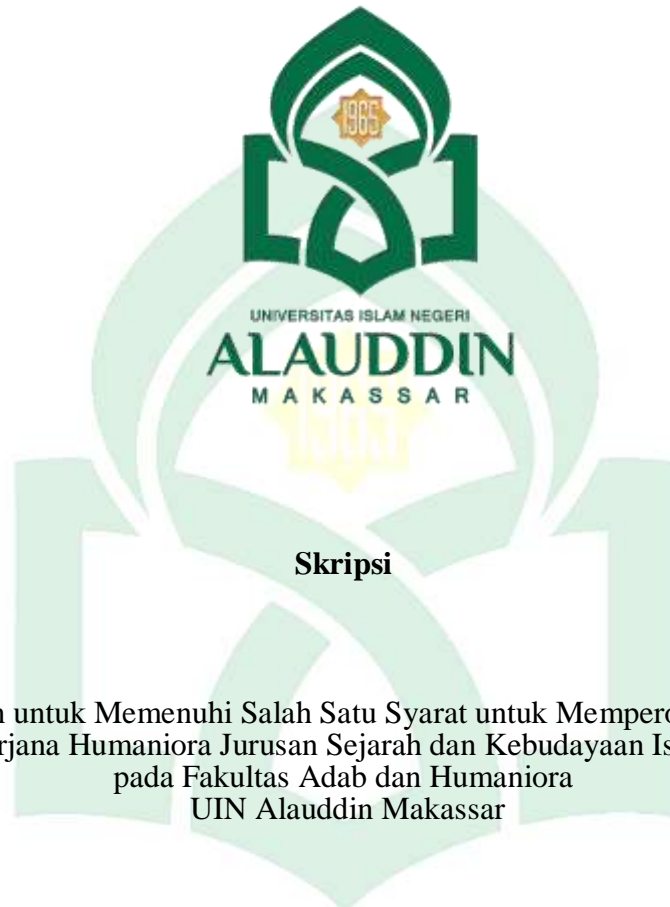 1965
UNIVERSITAS ISLAM NEGERI
ALAUDDIN
MAKASSAR
1965
Skripsi
untuk Memenuhi Salah Satu Syarat untuk
Humaniora Jurusan Sejarah dan Kebudayaan
pada Fakultas Adab dan Humaniora
UIN Alauddin Makassar